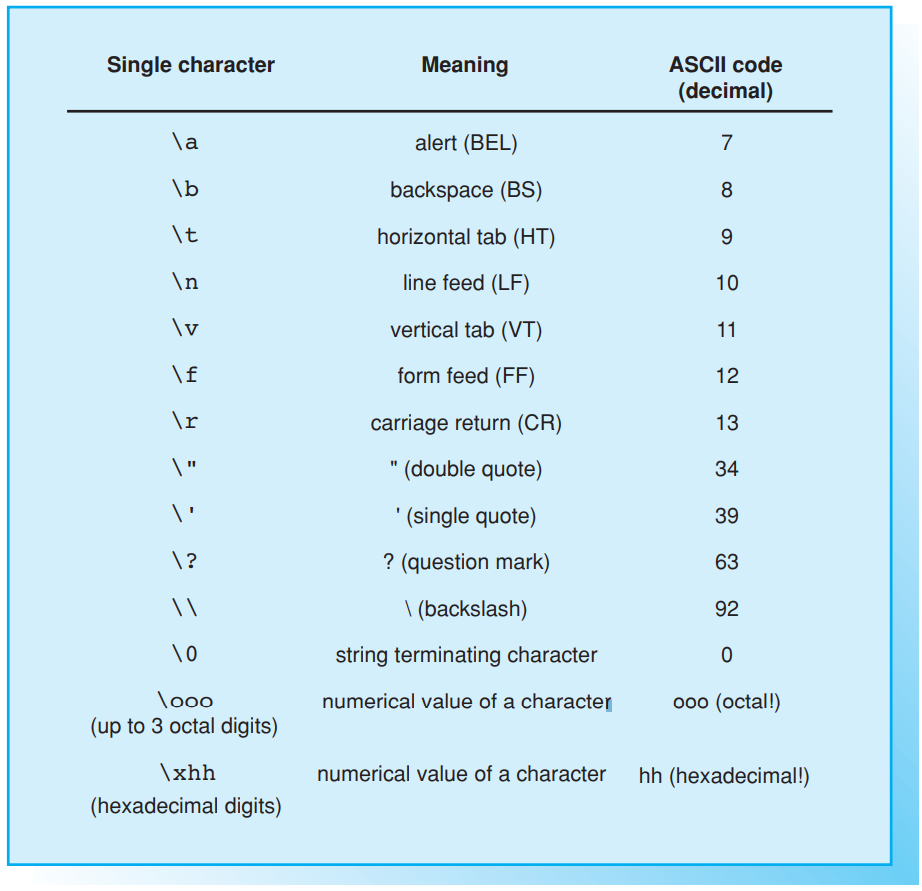 Single character Meaning ASCII code
(decimal)
\a alert (BEL) 7
\b backspace (BS) 8
\t horizontal tab (HT) 9
\n line feed (LF) 10
\v vertical tab (VT) 11
\f form feed (FF) 12
\r carriage return (CR) 13
\" " (double quote) 34
\' ' (single quote) 39
\? ? (question mark) 63
\\ \ (backslash) 92
\0 string terminating character 0
\ooo numerical value of a character ooo (octal!)
(up to 3 octal digits)
\xhh numerical value of a character hh (hexadecimal!)
(hexadecimal digits)